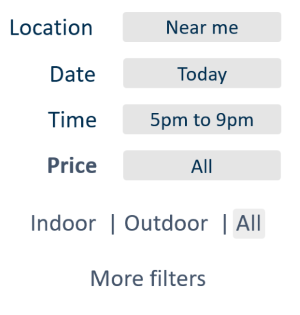 Location Near me
Date Today
Time 5pm to 9pm
Price All
Indoor | Outdoor | All
More filters